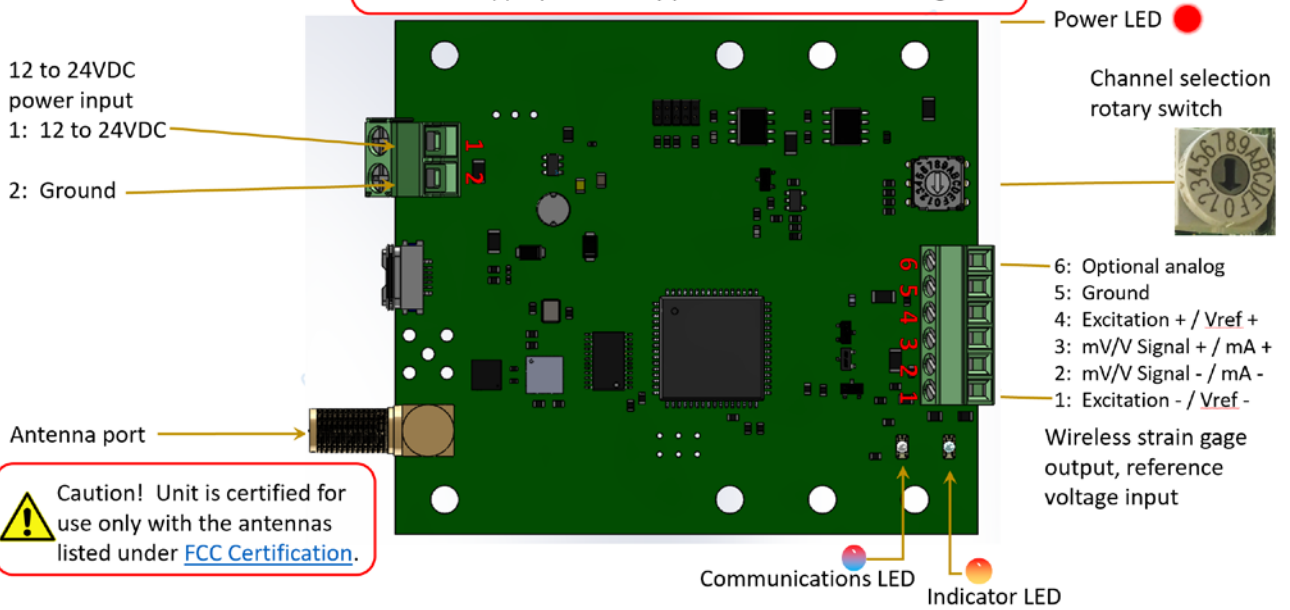 Power LED
12 to 24VDC
power input
1: 12 to 24VDC
2: Ground
Channel selection
rotary switch
0123456789ABCDEF
1
2
0123456789ABCDEF
6
5
4
3
2
1
6: Optional analog
5: Ground
4: Excitation + / Vref +
3: mV/V Signal + / mA +
2: mV/V Signal - / mA -
1: Excitation - / Vref -
Wireless strain gage
output, reference
voltage input
Antenna port
Caution! Unit is certified for
use only with the antennas
listed under FCC Certification.
Communications LED
Indicator LED